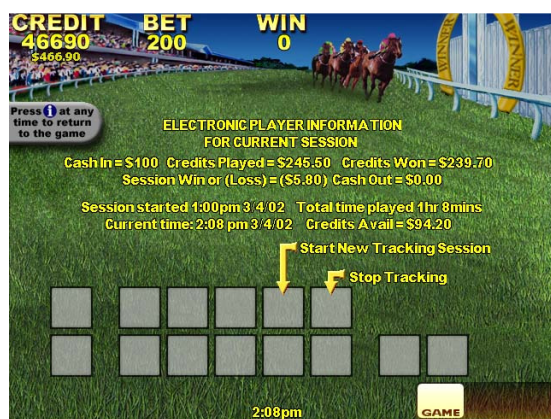 CREDIT BET WIN
46690 200 0
$466.90
WINNER WINNER
Press i at any
time to return
to the game
ELECTRONIC PLAYER INFORMATION
FOR CURRENT SESSION
Cash In = $100 Credits Played = $245.50 Credits Won = $239.70
Session Win or (Loss) = ($5.80) Cash Out = $0.00
Session started 1:00pm 3/4/02 Total time played 1hr 8mins
Current time: 2:08 pm 3/4/02 Credits Avail = $94.20
Start New Tracking Session
Stop Tracking
2:08pm
GAME